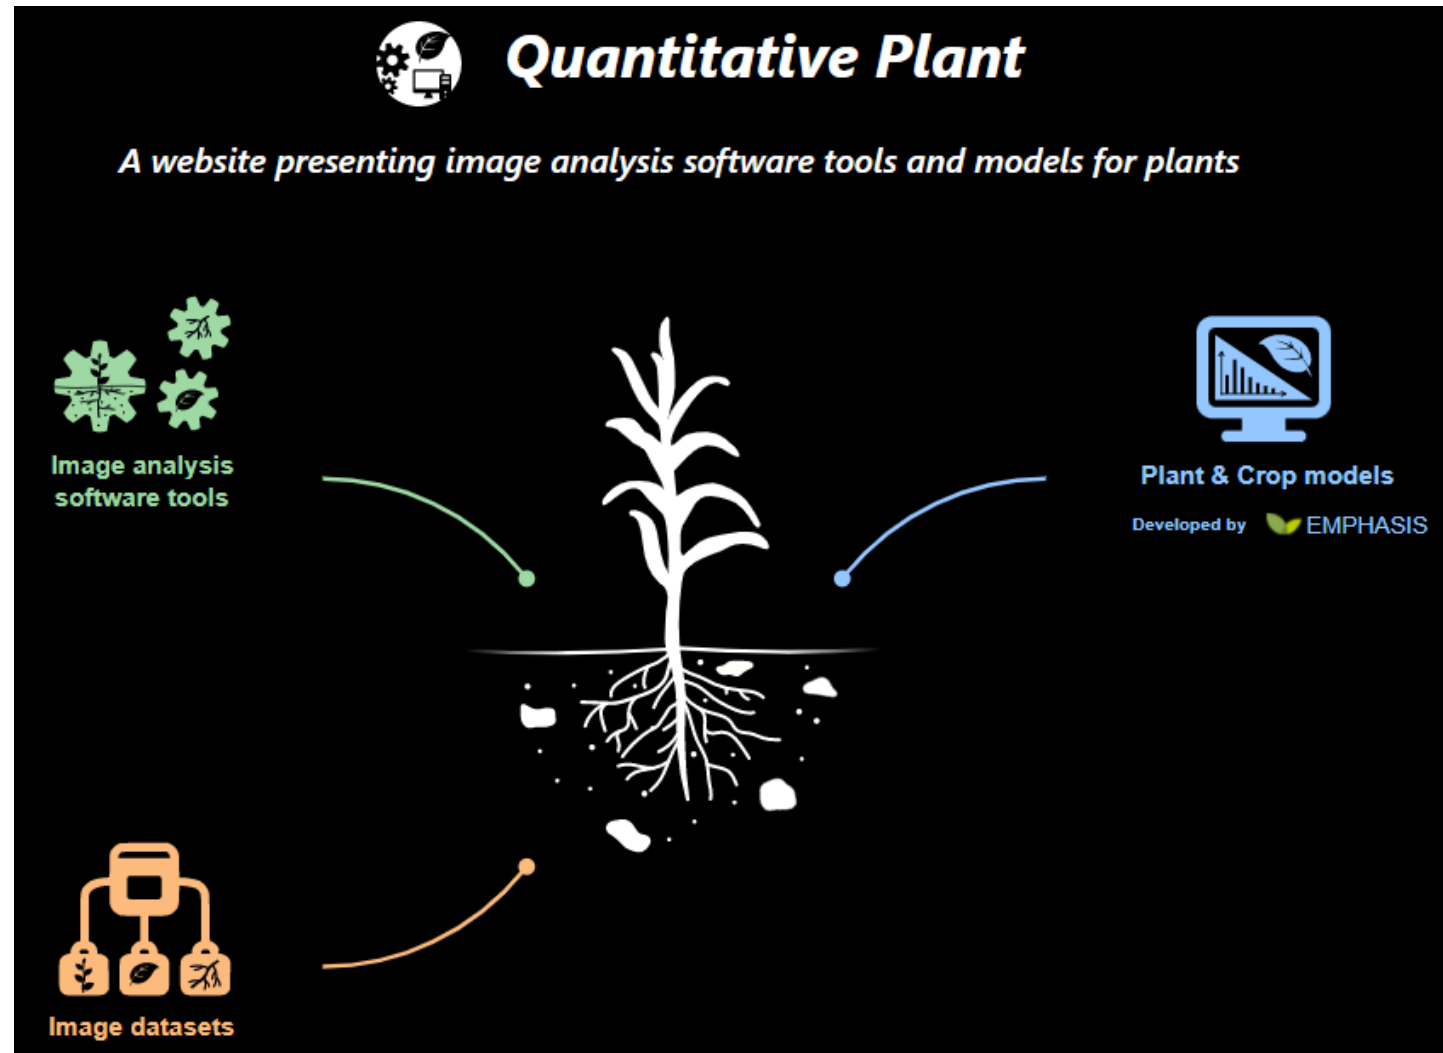 Quantitative Plant
A website presenting image analysis software tools and models for plants
Image analysis
software tools
Plant & Crop models
Developed by EMPHASIS
Image datasets